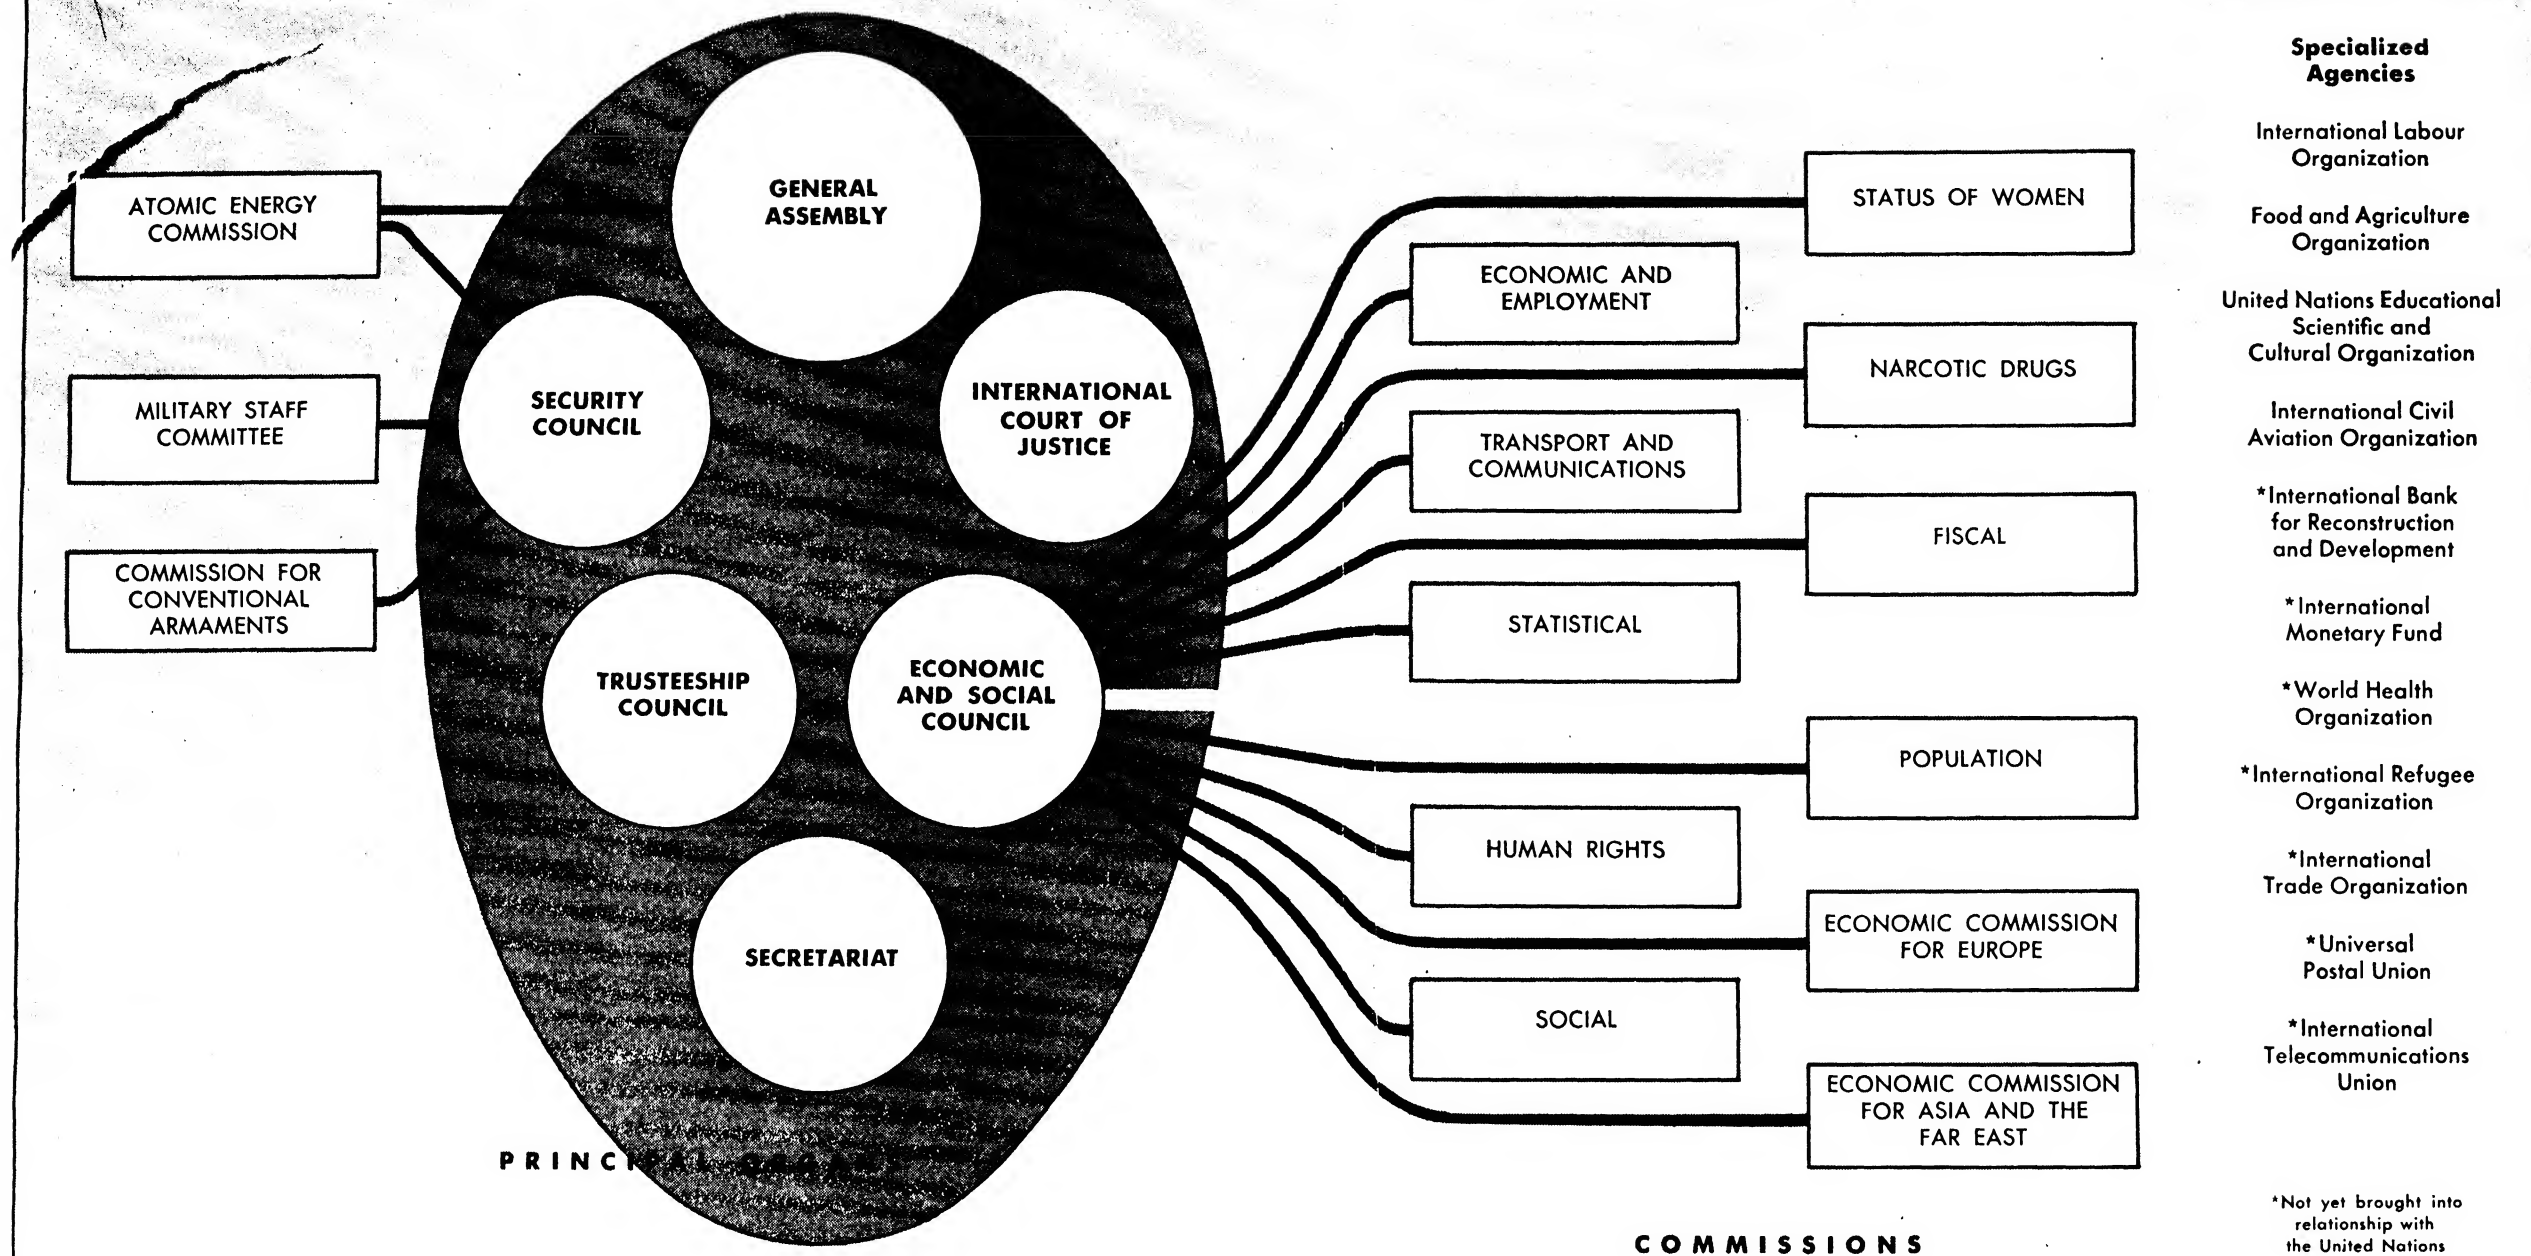 ATOMIC ENERGY
COMMISSION
MILITARY STAFF
COMMITTEE
COMMISSION FOR
CONVENTIONAL
ARMAMENTS
GENERAL
ASSEMBLY
SECURITY
COUNCIL
INTERNATIONAL
COURT OF
JUSTICE
TRUSTEESHIP
COUNCIL
ECONOMIC
AND SOCIAL
COUNCIL
SECRETARIAT
PRINCIPAL
STATUS OF WOMEN
ECONOMIC AND
EMPLOYMENT
NARCOTIC DRUGS
TRANSPORT AND
COMMUNICATIONS
FISCAL
STATISTICAL
POPULATION
HUMAN RIGHTS
ECONOMIC COMMISSION
FOR EUROPE
SOCIAL
ECONOMIC COMMISSION
FOR ASIA AND THE
FAR EAST
COMMISSIONS
Specialized
Agencies
International Labour
Organization
Food and Agriculture
Organization
United Nations Educational
Scientific and
Cultural Organization
International Civil
Aviation Organization
*International Bank
for Reconstruction
and Development
*International
Monetary Fund
*World Health
Organization
*International Refugee
Organization
*International
Trade Organization
*Universal
Postal Union
*International
Telecommunications
Union
*Not yet brought into
relationship with
the United Nations